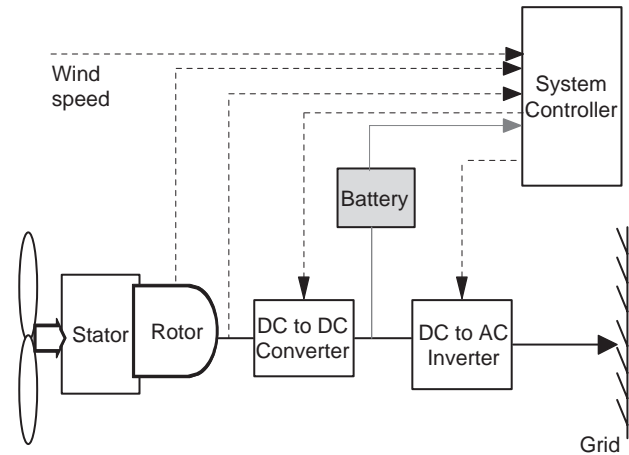 Wind
speed
System
Controller
Battery
Stator
Rotor
DC to DC
Converter
DC to AC
Inverter
Grid